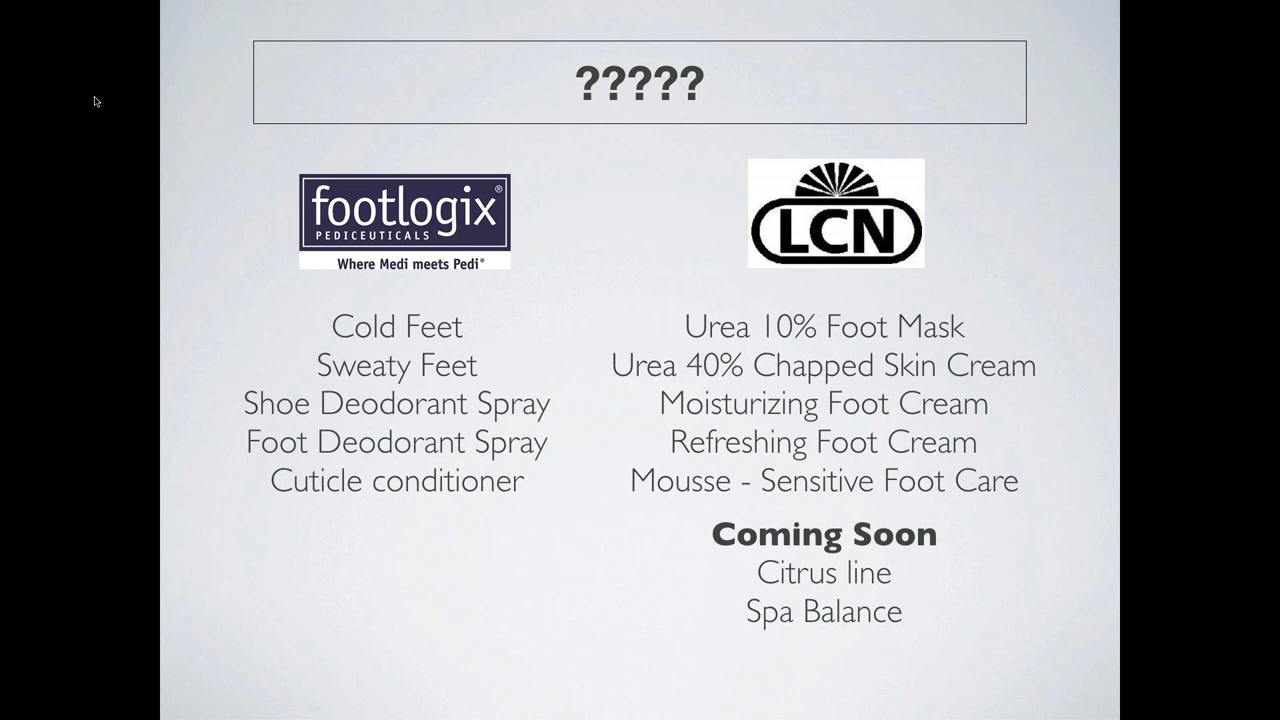 ?????
footlogix®
PEDICEUTICALS
Where Medi meets Pedi®
Cold Feet
Sweaty Feet
Shoe Deodorant Spray
Foot Deodorant Spray
Cuticle conditioner
LCN
Urea 10% Foot Mask
Urea 40% Chapped Skin Cream
Moisturizing Foot Cream
Refreshing Foot Cream
Mousse - Sensitive Foot Care
Coming Soon
Citrus line
Spa Balance